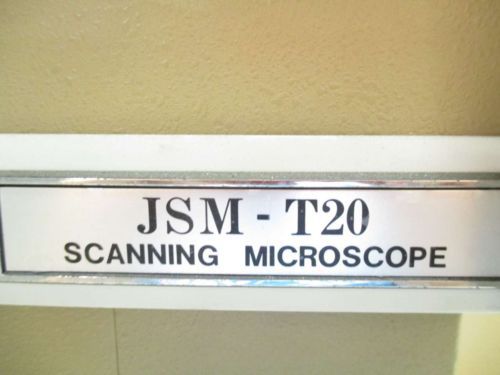 JSM - T20
SCANNING MICROSCOPE